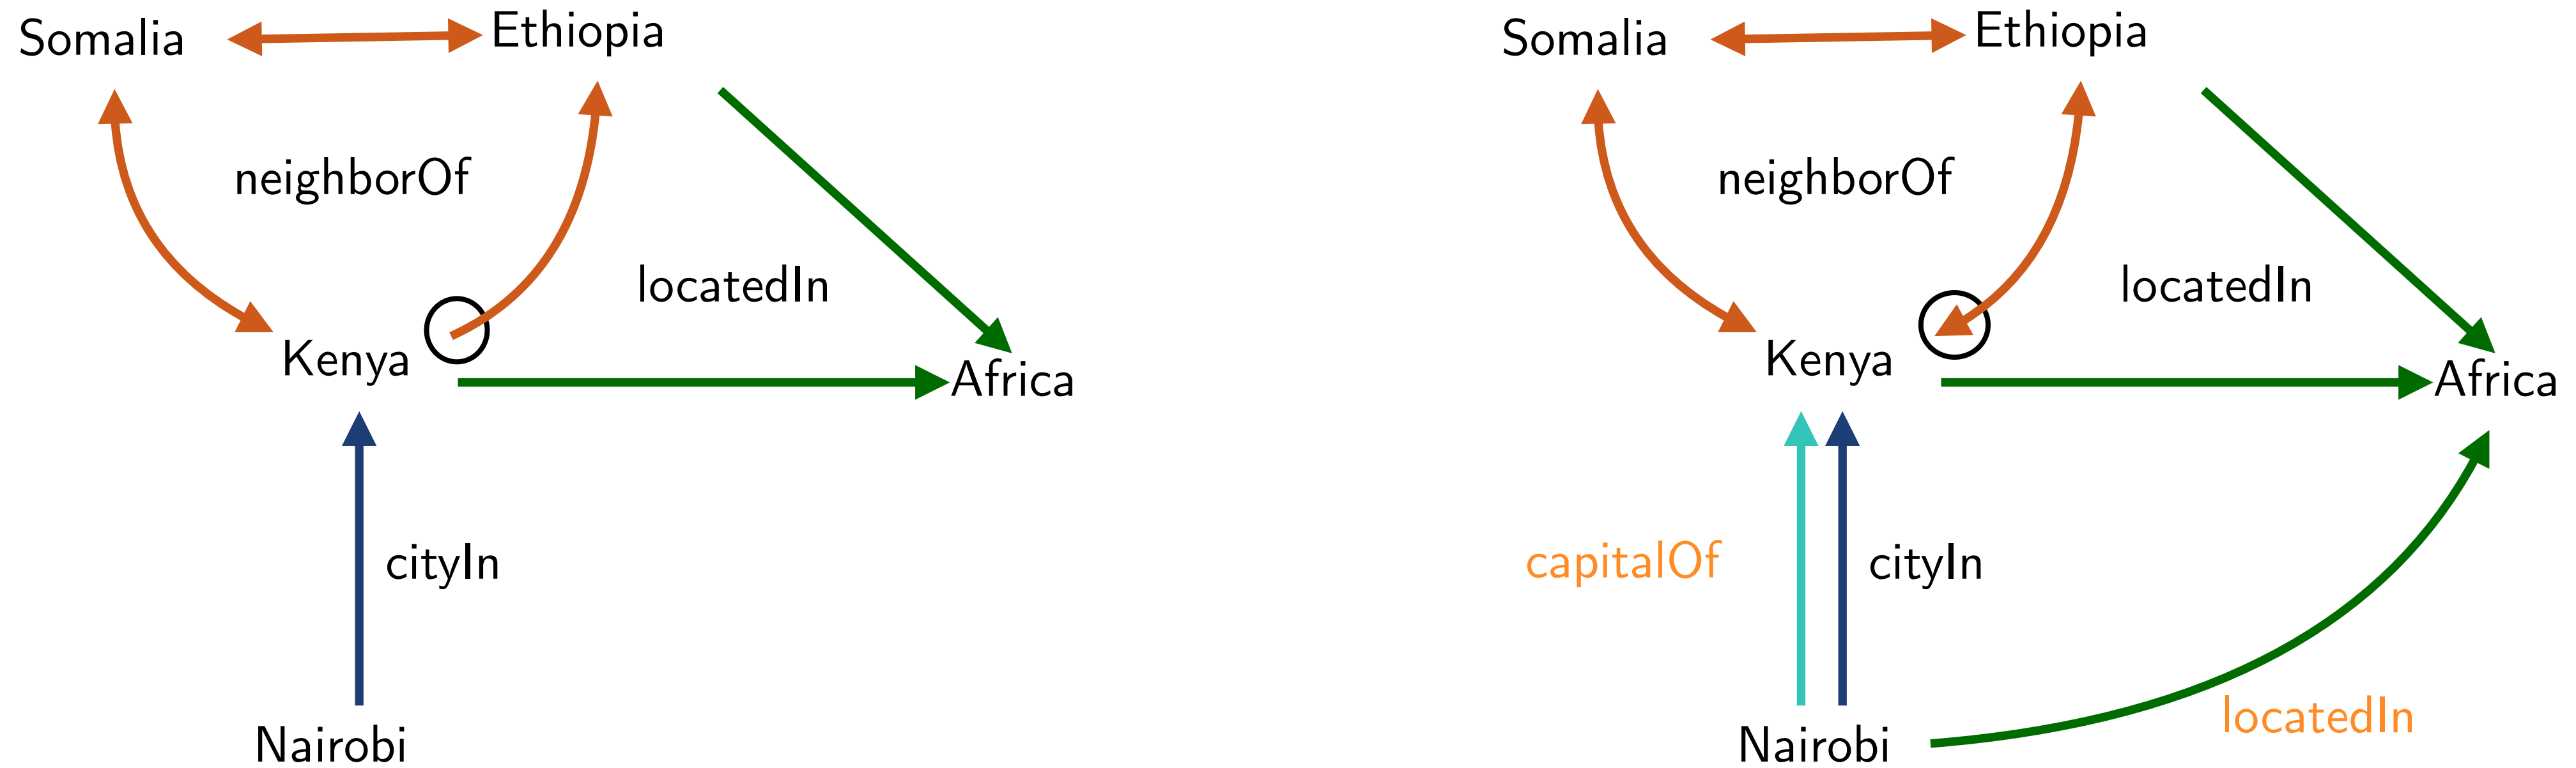 Somalia
Ethiopia
neighborOf
locatedIn
Kenya
Africa
cityIn
Nairobi
Somalia
Ethiopia
neighborOf
locatedIn
Kenya
Africa
capitalOf
cityIn
locatedIn
Nairobi